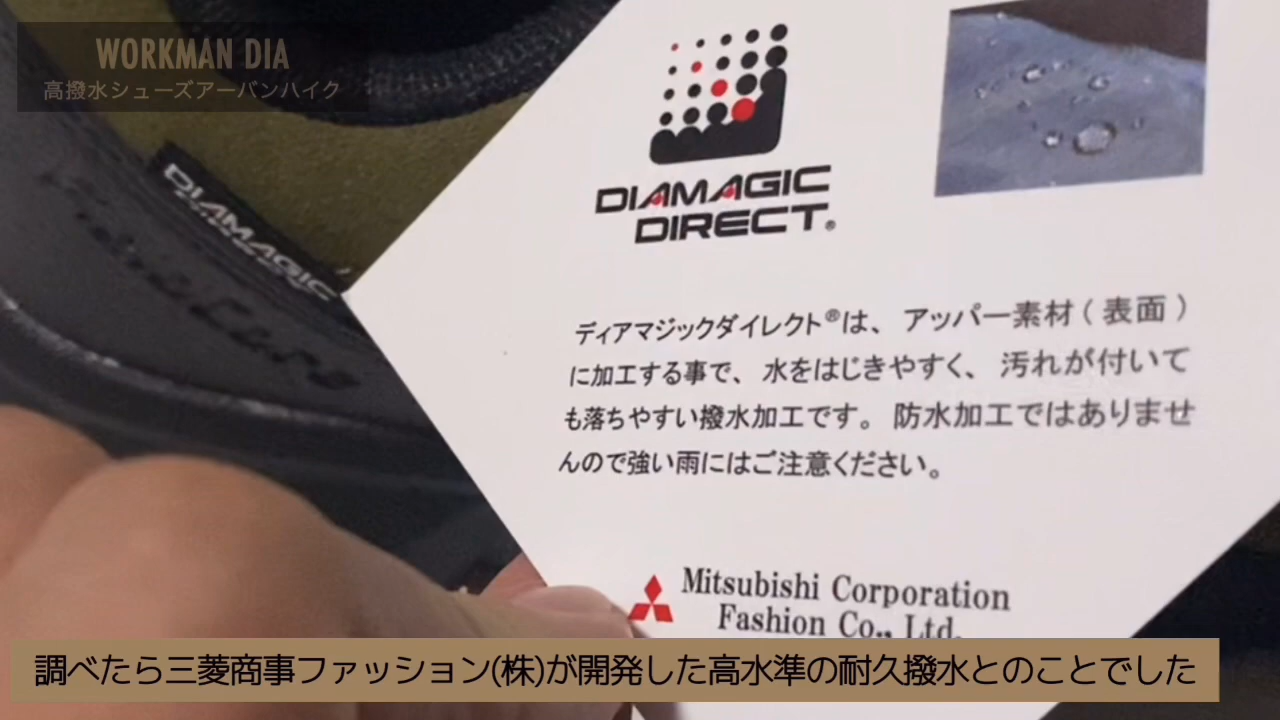 WORKMAN DIA
高撥水シューズアーバンハイク
DIAMAGIC
DIAMAGIC
DIRECT®
ディアマジックダイレクト®は、アッパー素材(表面)
に加工する事で、水をはじきやすく、汚れが付いて
も落ちやすい撥水加工です。防水加工ではありませ
んので強い雨にはご注意ください。
Mitsubishi Corporation
Fashion Co., Ltd.
調べたら三菱商事ファッション(株)が開発した高水準の耐久撥水とのことでした